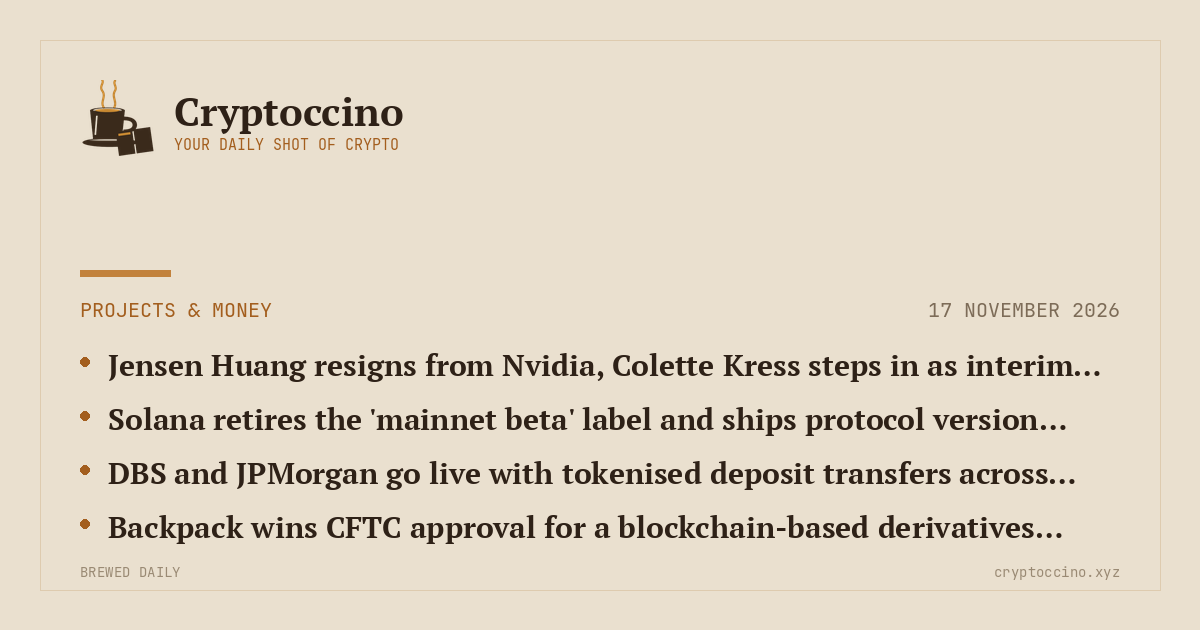 Cryptoccino
YOUR DAILY SHOT OF CRYPTO
PROJECTS & MONEY
17 NOVEMBER 2026
Jensen Huang resigns from Nvidia, Colette Kress steps in as interim...
Solana retires the 'mainnet beta' label and ships protocol version...
DBS and JPMorgan go live with tokenised deposit transfers across...
Backpack wins CFTC approval for a blockchain-based derivatives...
BREWED DAILY
cryptoccino.xyz